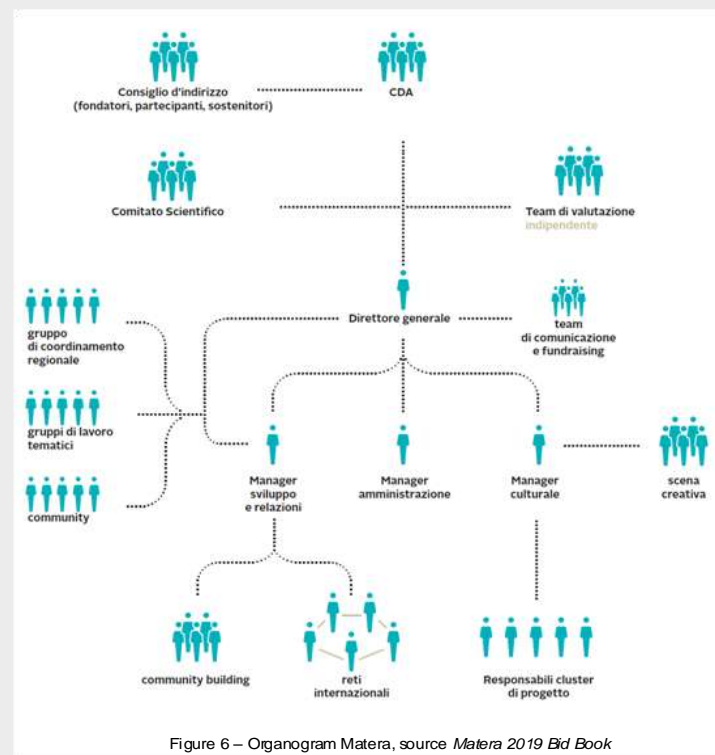 Consiglio d'indirizzo
(fondatori, partecipanti, sostenitori)
CDA
Comitato Scientifico
Team di valutazione
indipendente
Direttore generale
team
di comunicazione
e fundraising
gruppo
di coordinamento
regionale
gruppi di lavoro
tematici
community
Manager
sviluppo
e relazioni
Manager
amministrazione
Manager
culturale
scena
creativa
community building
reti
internazionali
Responsabili cluster
di progetto
Figure 6 – Organogram Matera, source Matera 2019 Bid Book